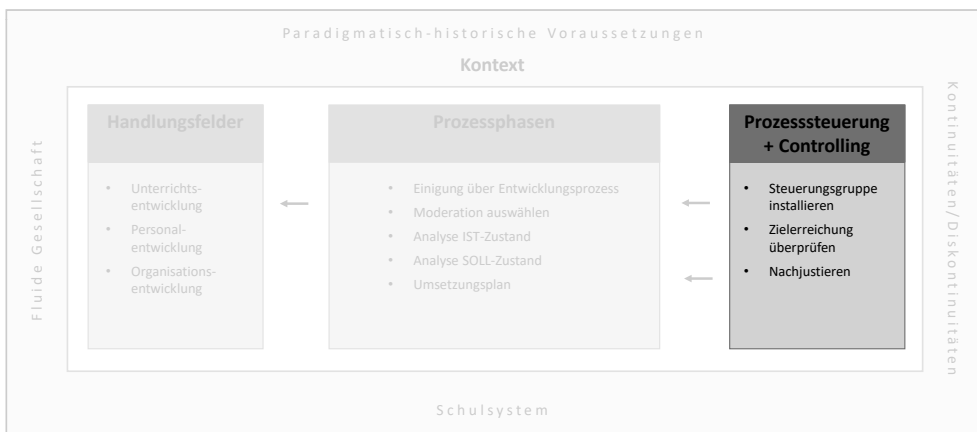 Paradigmatisch-historische Voraussetzungen
Kontext
Fluide Gesellschaft
Handlungsfelder
• Unterrichts-
entwicklung
• Personal-
entwicklung
• Organisations-
entwicklung
Prozessphasen
• Einigung über Entwicklungsprozess
• Moderation auswählen
• Analyse IST-Zustand
• Analyse SOLL-Zustand
• Umsetzungsplan
Prozesssteuerung
+ Controlling
• Steuerungsgruppe
installieren
• Zielerreichung
überprüfen
• Nachjustieren
Kontinuitäten/Diskontinuitäten
Schulsystem